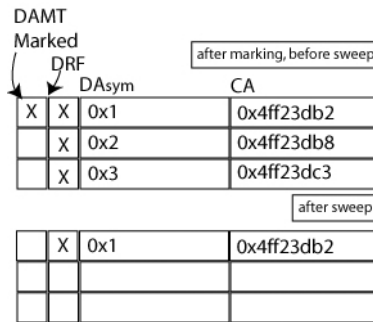 DAMT
Marked
DRF
after marking, before sweep
DAsym CA
X X 0x1 0x4ff23db2
X 0x2 0x4ff23db8
X 0x3 0x4ff23dc3
after sweep
X 0x1 0x4ff23db2